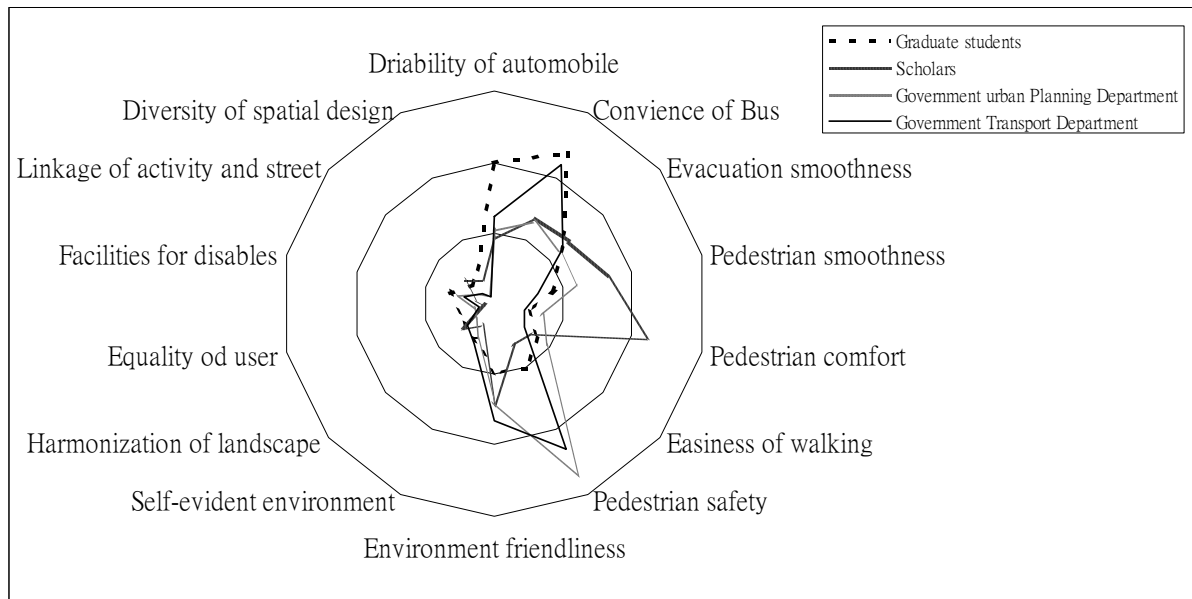 Graduate students
Scholars
Government urban Planning Department
Government Transport Department
Driability of automobile
Convience of Bus
Evacuation smoothness
Pedestrian smoothness
Pedestrian comfort
Easiness of walking
Pedestrian safety
Environment friendliness
Self-evident environment
Harmonization of landscape
Equality od user
Facilities for disables
Linkage of activity and street
Diversity of spatial design